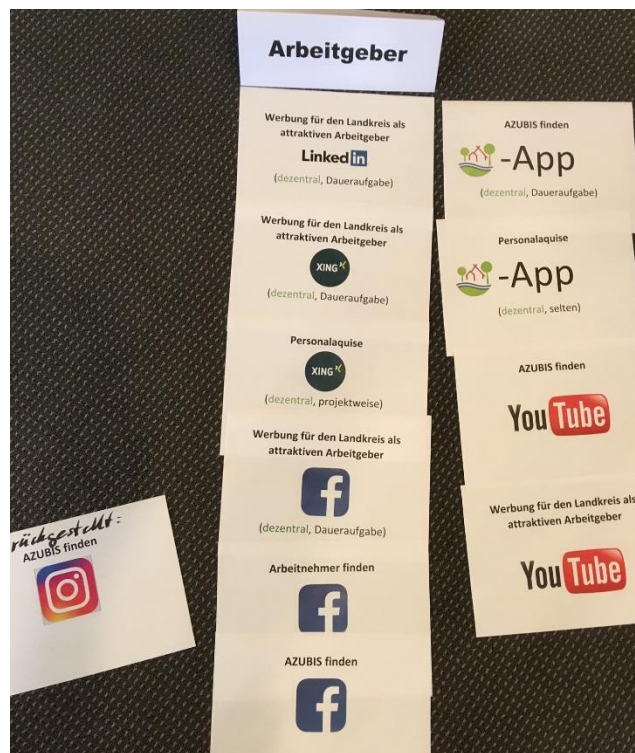 Arbeitgeber
Werbung für den Landkreis als
attraktiven Arbeitgeber
Linked in
(dezentral, Daueraufgabe)
Werbung für den Landkreis als
attraktiven Arbeitgeber
XING
(dezentral, Daueraufgabe)
Personalaquise
XING
(dezentral, projektweise)
Werbung für den Landkreis als
attraktiven Arbeitgeber
f
(dezentral, Daueraufgabe)
Arbeitnehmer finden
f
AZUBIS finden
f
AZUBIS finden
-App
(dezentral, Daueraufgabe)
Personalaquise
-App
(dezentral, selten)
AZUBIS finden
YouTube
Werbung für den Landkreis als
attraktiven Arbeitgeber
YouTube
rückgestellt:
AZUBIS finden